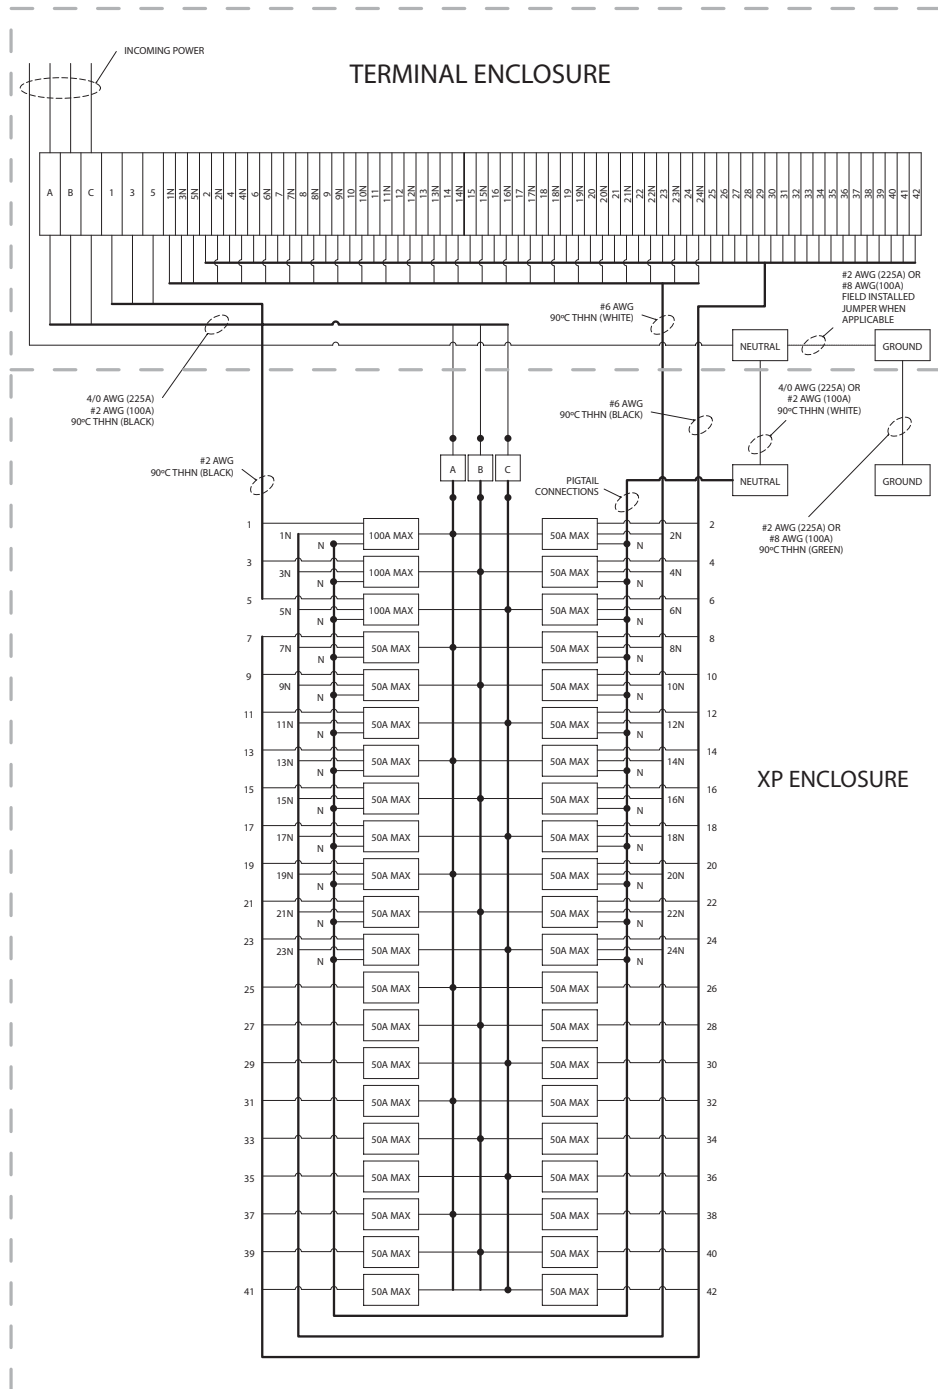 INCOMING POWER
TERMINAL ENCLOSURE
A B C 1 3 5 1N 3N 5N 2 2N 4 4N 6 6N 7 7N 8 8N 9 9N 10 10N 11 11N 12 12N 13 13N 14 14N 15 15N 16 16N 17 17N 18 18N 19 19N 20 20N 21 21N 22 22N 23 23N 24 24N 25 26 27 28 29 30 31 32 33 34 35 36 37 38 39 40 41 42
#2 AWG (225A) OR
#8 AWG(100A)
FIELD INSTALLED
JUMPER WHEN
APPLICABLE
#6 AWG
90ºC THHN (WHITE)
NEUTRAL
GROUND
4/0 AWG (225A)
#2 AWG (100A)
90ºC THHN (BLACK)
#6 AWG
90ºC THHN (BLACK)
4/0 AWG (225A) OR
#2 AWG (100A)
90ºC THHN (WHITE)
#2 AWG
90ºC THHN (BLACK)
A B C
PIGTAIL
CONNECTIONS
NEUTRAL
GROUND
#2 AWG (225A) OR
#8 AWG (100A)
90ºC THHN (GREEN)
1 2
1N 100A MAX 50A MAX 2N
N N
3 4
3N 100A MAX 50A MAX 4N
N N
5 6
5N 100A MAX 50A MAX 6N
N N
7 8
7N 50A MAX 50A MAX 8N
N N
9 10
9N 50A MAX 50A MAX 10N
N N
11 12
11N 50A MAX 50A MAX 12N
N N
13 14
13N 50A MAX 50A MAX 14N
N N
XP ENCLOSURE
15 16
15N 50A MAX 50A MAX 16N
N N
17 18
17N 50A MAX 50A MAX 18N
N N
19 20
19N 50A MAX 50A MAX 20N
N N
21 22
21N 50A MAX 50A MAX 22N
N N
23 24
23N 50A MAX 50A MAX 24N
N N
25 50A MAX 50A MAX 26
27 50A MAX 50A MAX 28
29 50A MAX 50A MAX 30
31 50A MAX 50A MAX 32
33 50A MAX 50A MAX 34
35 50A MAX 50A MAX 36
37 50A MAX 50A MAX 38
39 50A MAX 50A MAX 40
41 50A MAX 50A MAX 42